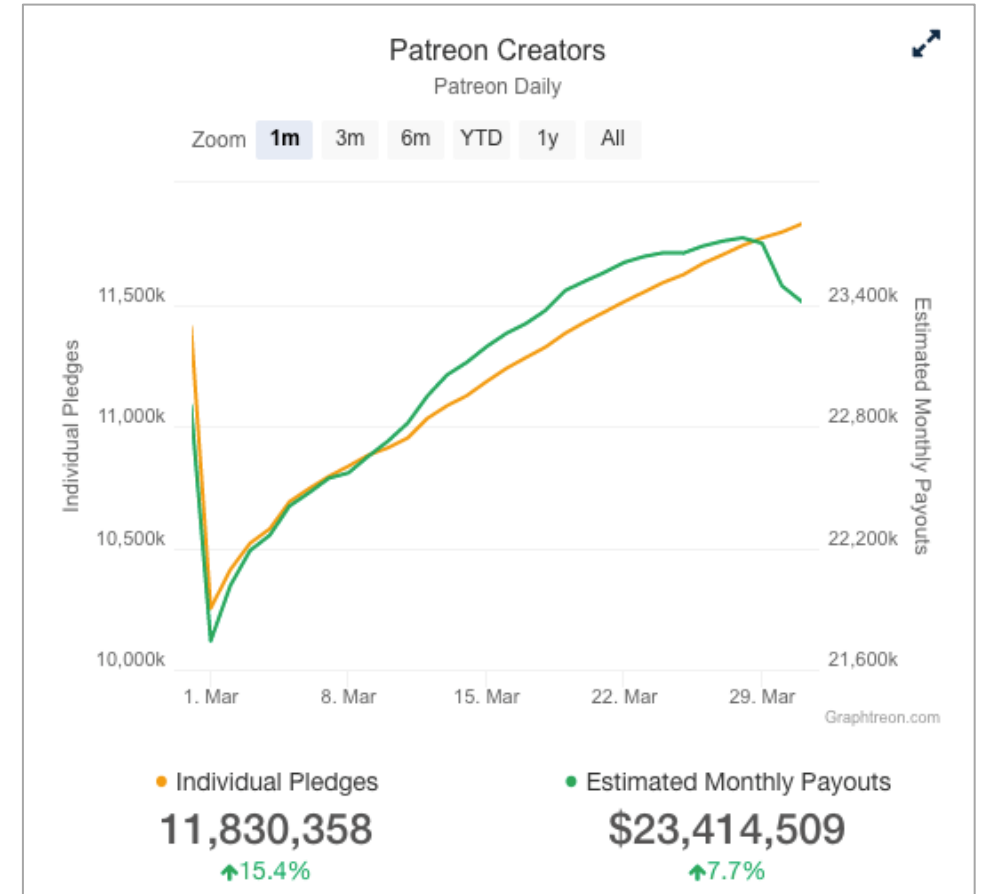 Patreon Creators
Patreon Daily
Zoom 1m 3m 6m YTD 1y All
11,500k 23,400k
11,000k 22,800k
10,500k 22,200k
10,000k 21,600k
Individual Pledges
Estimated Monthly Payouts
1. Mar 8. Mar 15. Mar 22. Mar 29. Mar
Graphtreon.com
Individual Pledges Estimated Monthly Payouts
11,830,358 $23,414,509
15.4% 7.7%